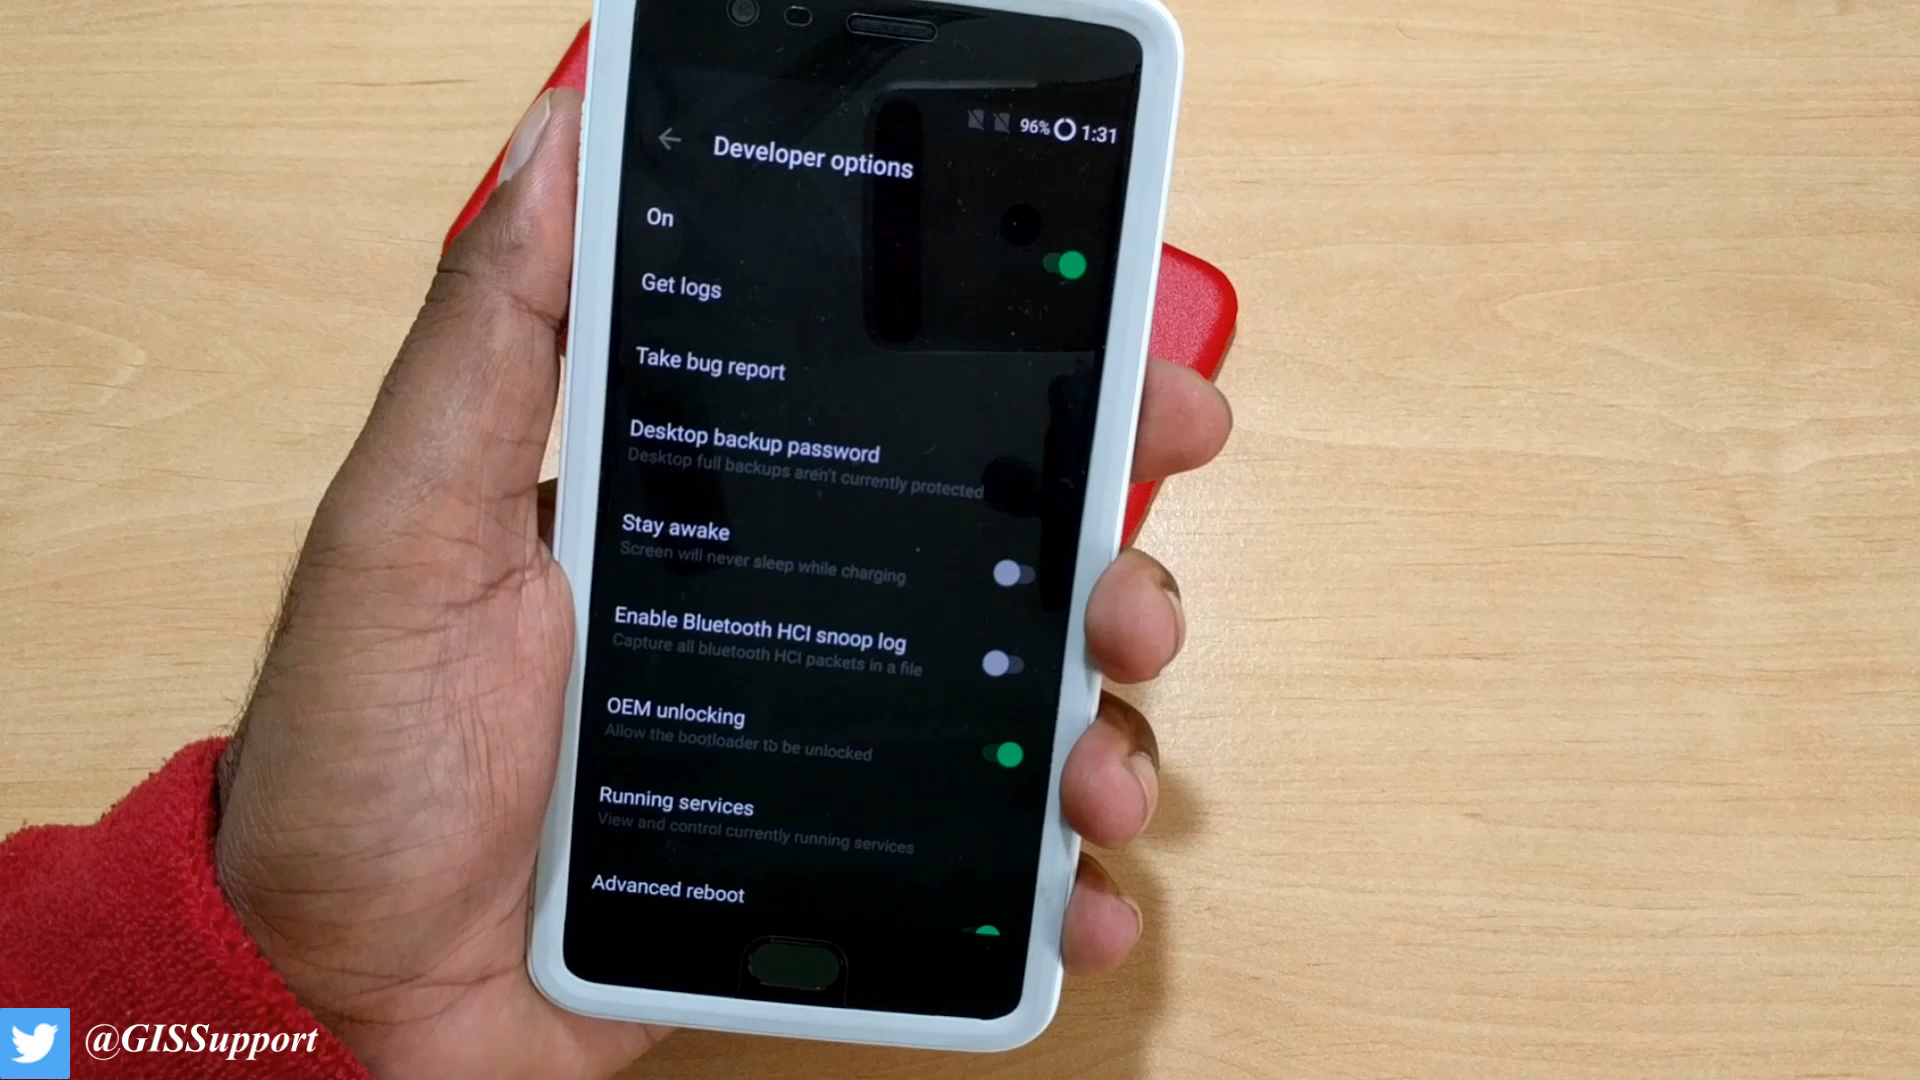 96% 1:31
Developer options
On
Get logs
Take bug report
Desktop backup password
Desktop full backups aren't currently protected
Stay awake
Screen will never sleep while charging
Enable Bluetooth HCI snoop log
Capture all bluetooth HCI packets in a file
OEM unlocking
Allow the bootloader to be unlocked
Running services
View and control currently running services
Advanced reboot
@GISSupport